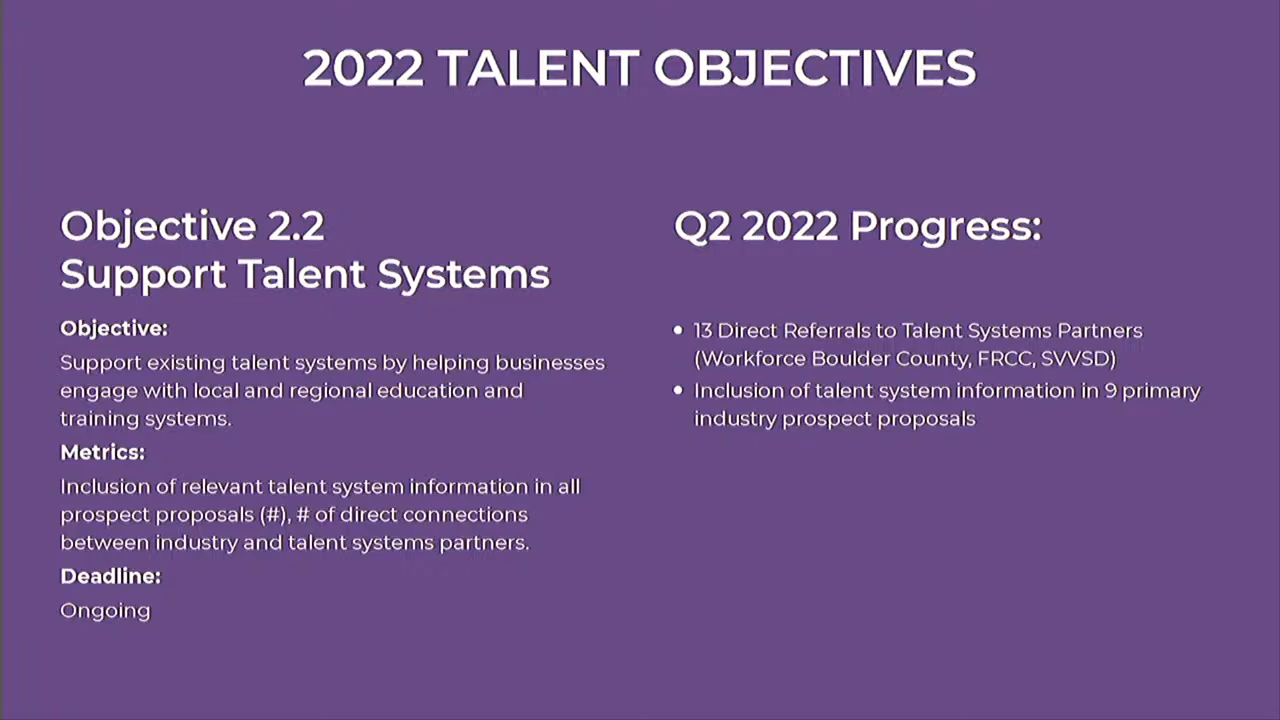 2022 TALENT OBJECTIVES
Objective 2.2
Support Talent Systems
Objective:
Support existing talent systems by helping businesses
engage with local and regional education and
training systems.
Metrics:
Inclusion of relevant talent system information in all
prospect proposals (#), # of direct connections
between industry and talent systems partners.
Deadline:
Ongoing
Q2 2022 Progress:
• 13 Direct Referrals to Talent Systems Partners
(Workforce Boulder County, FRCC, SVVSD)
• Inclusion of talent system information in 9 primary
industry prospect proposals